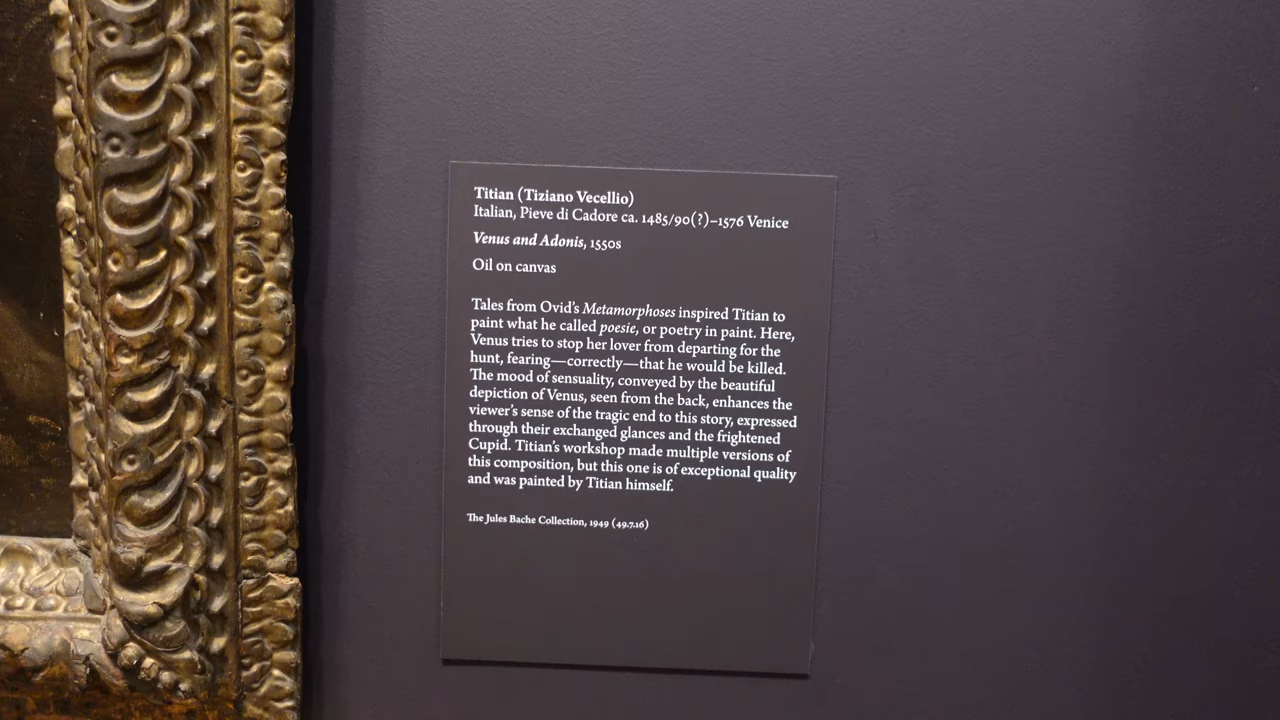 Titian (Tiziano Vecellio)
Italian, Pieve di Cadore ca. 1485/90(?)–1576 Venice
Venus and Adonis, 1550s
Oil on canvas
Tales from Ovid's Metamorphoses inspired Titian to
paint what he called poesie, or poetry in paint. Here,
Venus tries to stop her lover from departing for the
hunt, fearing—correctly—that he would be killed.
The mood of sensuality, conveyed by the beautiful
depiction of Venus, seen from the back, enhances the
viewer's sense of the tragic end to this story, expressed
through their exchanged glances and the frightened
Cupid. Titian's workshop made multiple versions of
this composition, but this one is of exceptional quality
and was painted by Titian himself.
The Jules Bache Collection, 1949 (49.7.16)